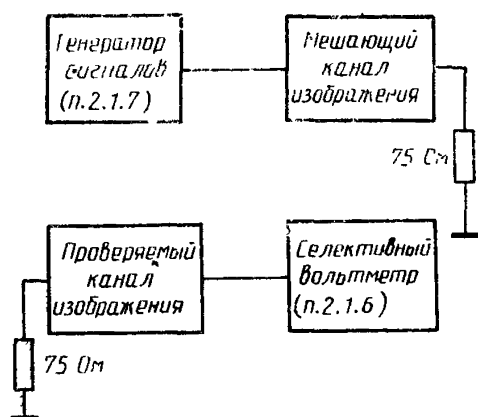 Генератор
сигналов
(п.2.1.7)
Мешающий
канал
изображения
75 Ом
Проверяемый
канал
изображения
Селективный
вольтметр
(п.2.1.6)
75 Ом